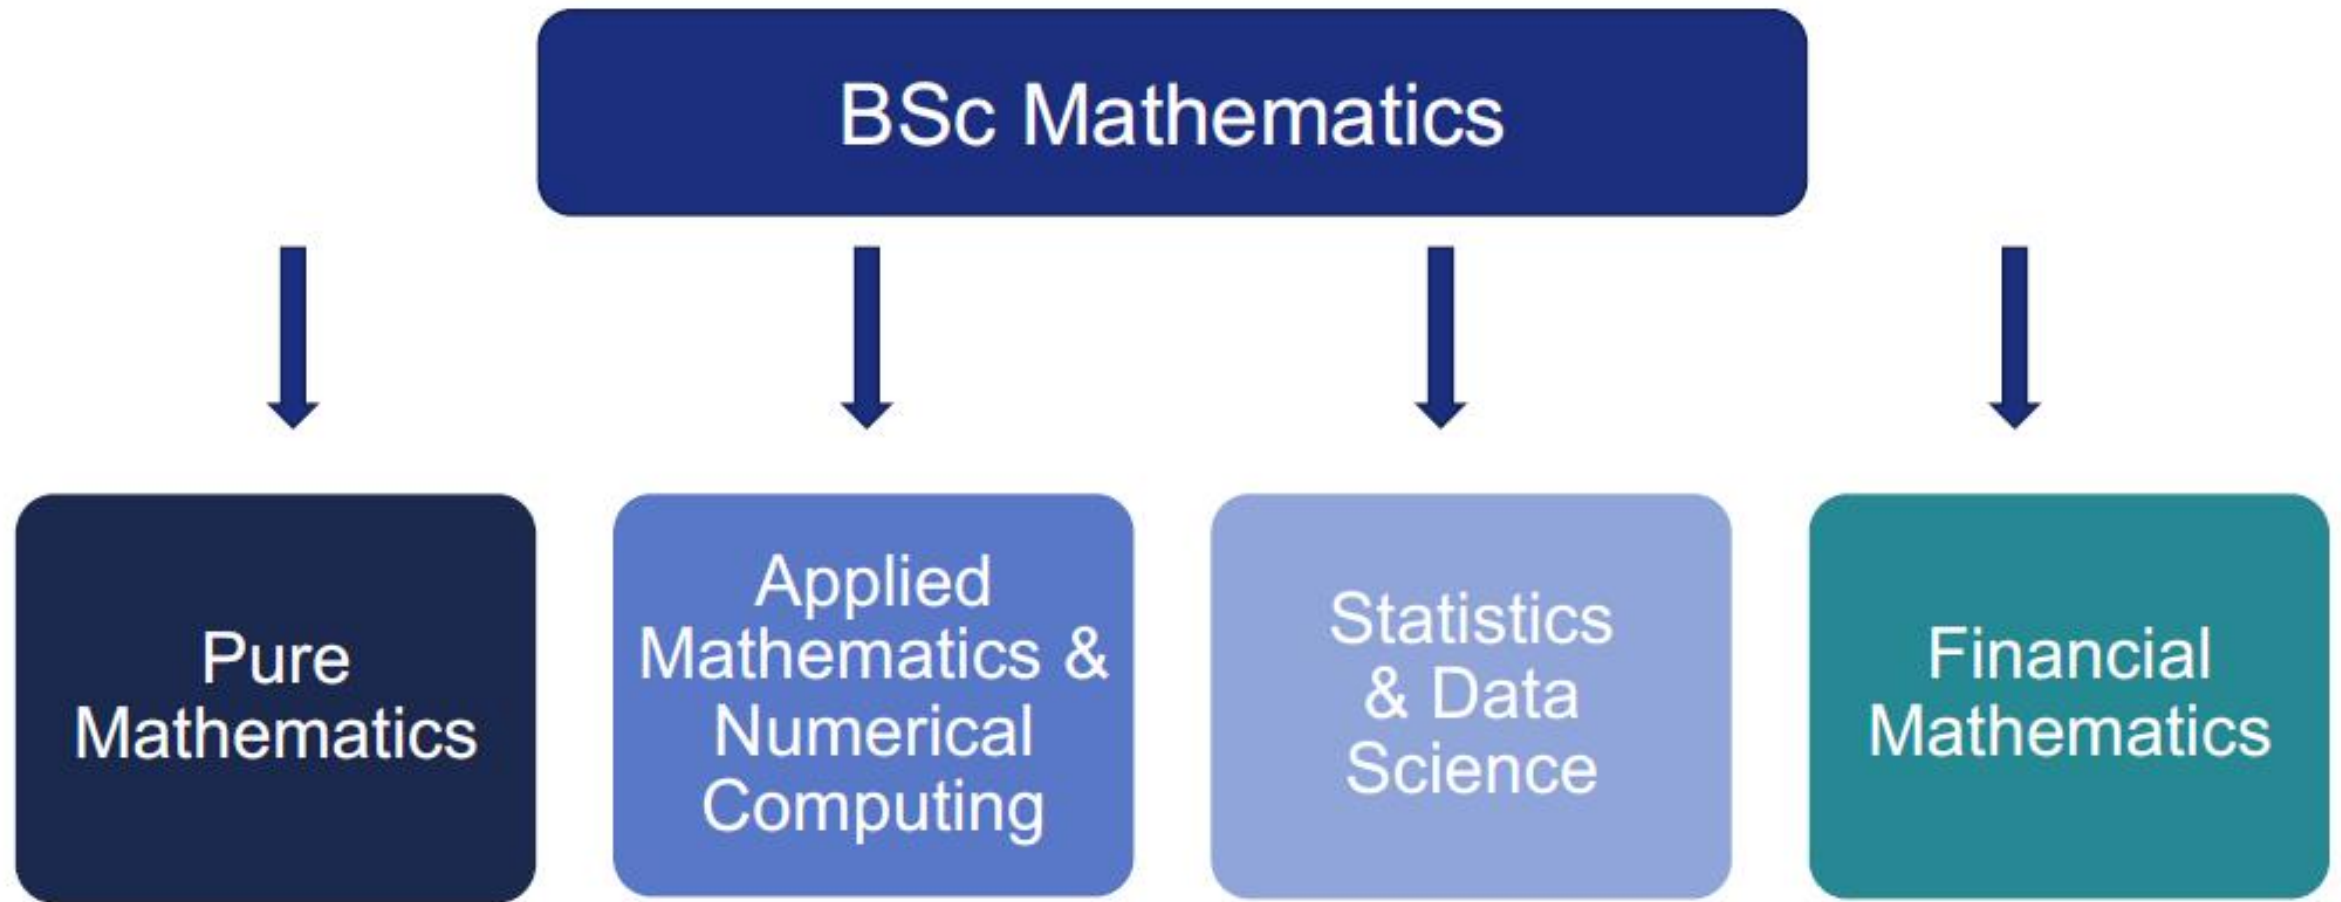 BSc Mathematics
Pure
Mathematics
Applied
Mathematics &
Numerical
Computing
Statistics
& Data
Science
Financial
Mathematics